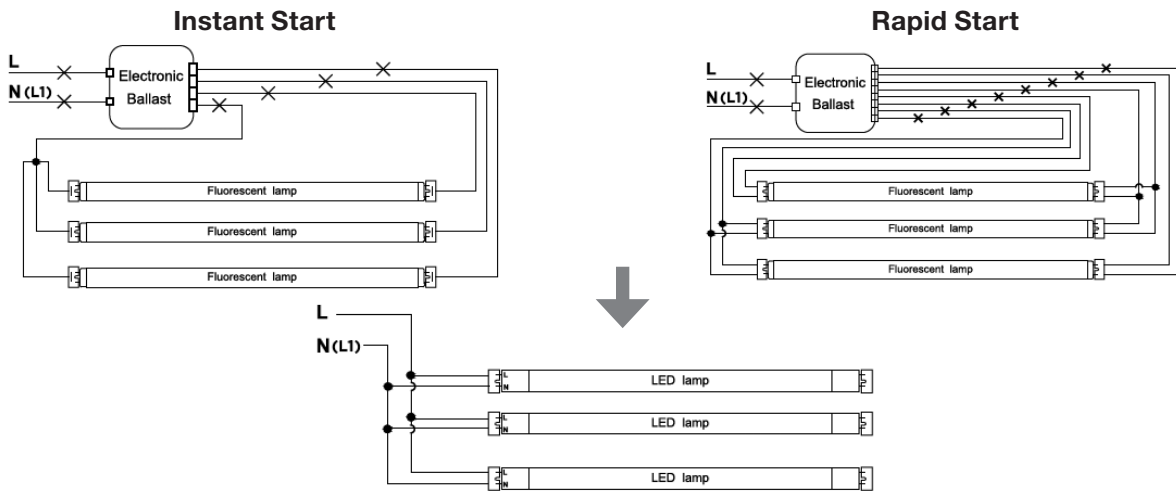 Instant Start
L
N (L1)
Electronic
Ballast
Fluorescent lamp
Fluorescent lamp
Fluorescent lamp
Rapid Start
L
N (L1)
Electronic
Ballast
Fluorescent lamp
Fluorescent lamp
Fluorescent lamp
L
N (L1)
L
N
LED lamp
L
N
LED lamp
L
N
LED lamp